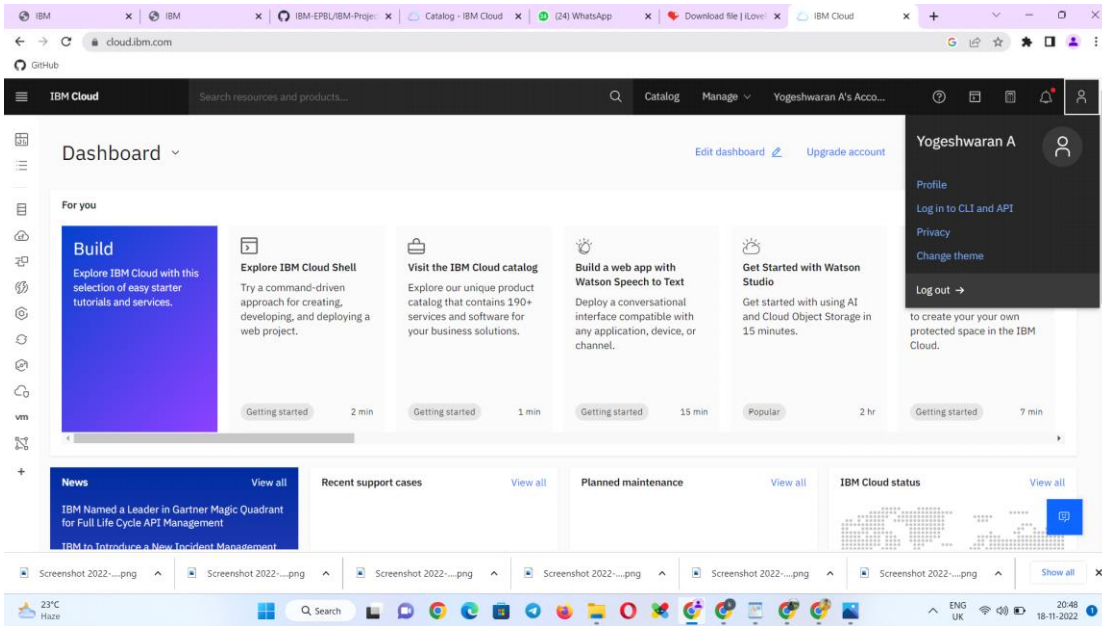 IBM
IBM
IBM-EPBL/IBM-Projec
Catalog - IBM Cloud
(24) WhatsApp
Download file | iLove
IBM Cloud
cloud.ibm.com
GitHub
IBM Cloud
Search resources and products...
Catalog
Manage
Yogeshwaran A's Acco...
Dashboard
Edit dashboard
Upgrade account
Yogeshwaran A
Profile
Log in to CLI and API
Privacy
Change theme
Log out →
For you
Build
Explore IBM Cloud with this
selection of easy starter
tutorials and services.
Explore IBM Cloud Shell
Try a command-driven
approach for creating,
developing, and deploying a
web project.
Getting started 2 min
Visit the IBM Cloud catalog
Explore our unique product
catalog that contains 190+
services and software for
your business solutions.
Getting started 1 min
Build a web app with
Watson Speech to Text
Deploy a conversational
interface compatible with
any application, device, or
channel.
Getting started 15 min
Get Started with Watson
Studio
Get started with using AI
and Cloud Object Storage in
15 minutes.
Popular 2 hr
to create your your own
protected space in the IBM
Cloud.
Getting started 7 min
vm
News View all
IBM Named a Leader in Gartner Magic Quadrant
for Full Life Cycle API Management
IBM to Introduce a New Incident Management
Recent support cases View all
Planned maintenance View all
IBM Cloud status View all
Screenshot 2022-....png
Screenshot 2022-....png
Screenshot 2022-....png
Screenshot 2022-....png
Screenshot 2022-....png
Screenshot 2022-....png
Show all
23°C
Haze
Search
ENG
UK
20:48
18-11-2022
1